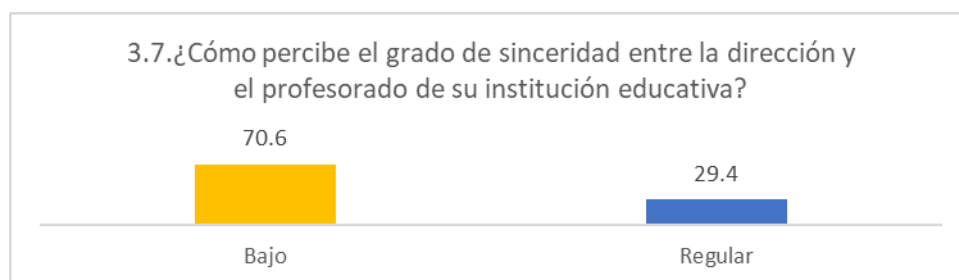 3.7.¿Cómo percibe el grado de sinceridad entre la dirección y
el profesorado de su institución educativa?
70.6
29.4
Bajo
Regular